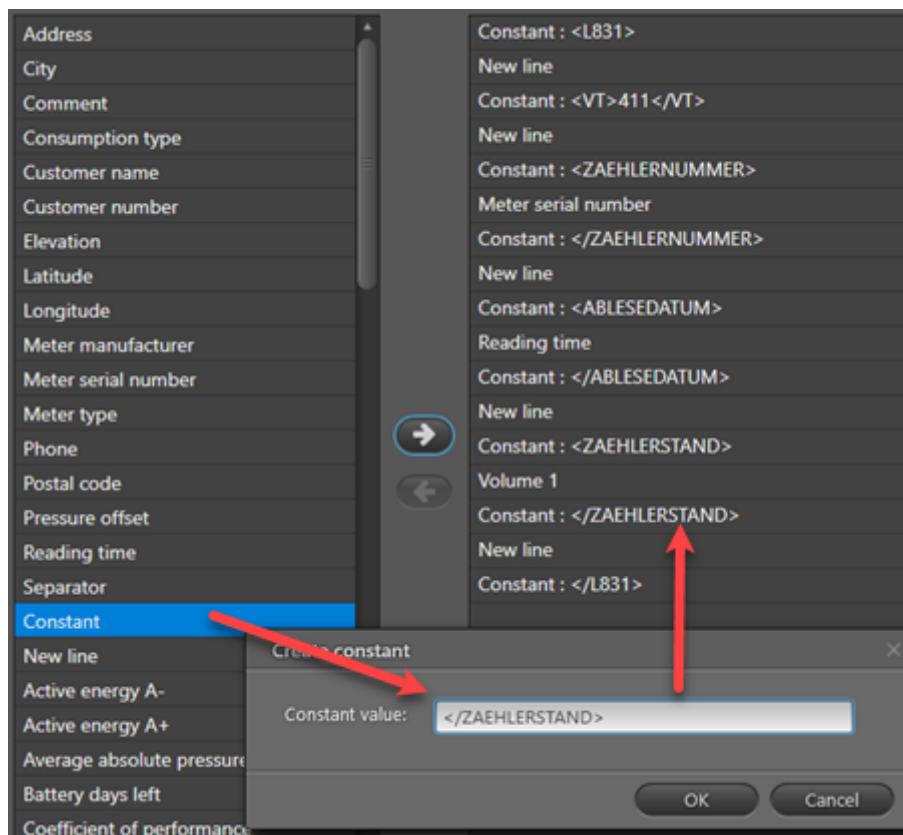 Address
City
Comment
Consumption type
Customer name
Customer number
Elevation
Latitude
Longitude
Meter manufacturer
Meter serial number
Meter type
Phone
Postal code
Pressure offset
Reading time
Separator
Constant
New line
Active energy A-
Active energy A+
Average absolute pressure
Battery days left
Coefficient of performance
Constant : <L831>
New line
Constant : <VT>411</VT>
New line
Constant : <ZAEHLERNUMMER>
Meter serial number
Constant : </ZAEHLERNUMMER>
New line
Constant : <ABLESEDATUM>
Reading time
Constant : </ABLESEDATUM>
New line
Constant : <ZAEHLERSTAND>
Volume 1
Constant : </ZAEHLERSTAND>
New line
Constant : </L831>
Create constant
Constant value: </ZAEHLERSTAND>
OK Cancel